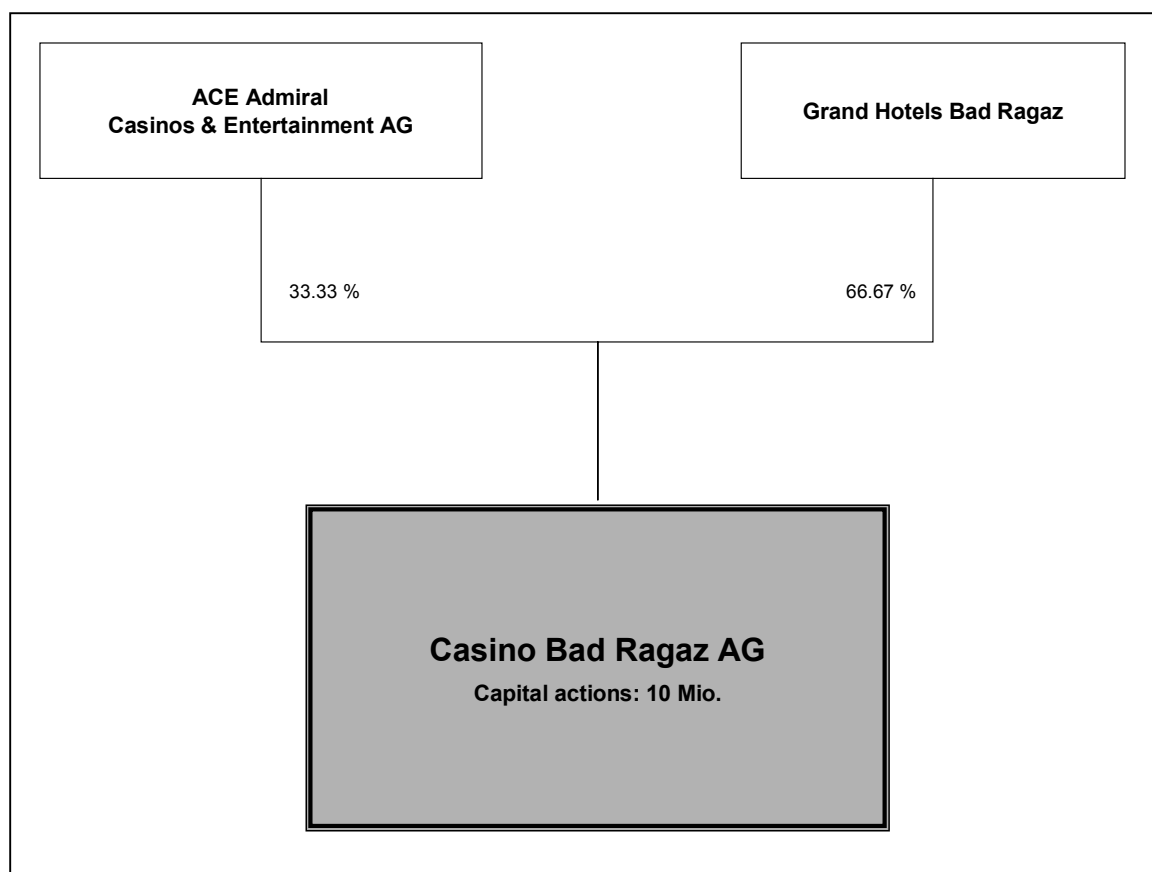 ACE Admiral
Casinos & Entertainment AG
Grand Hotels Bad Ragaz
33.33 %
66.67 %
Casino Bad Ragaz AG
Capital actions: 10 Mio.